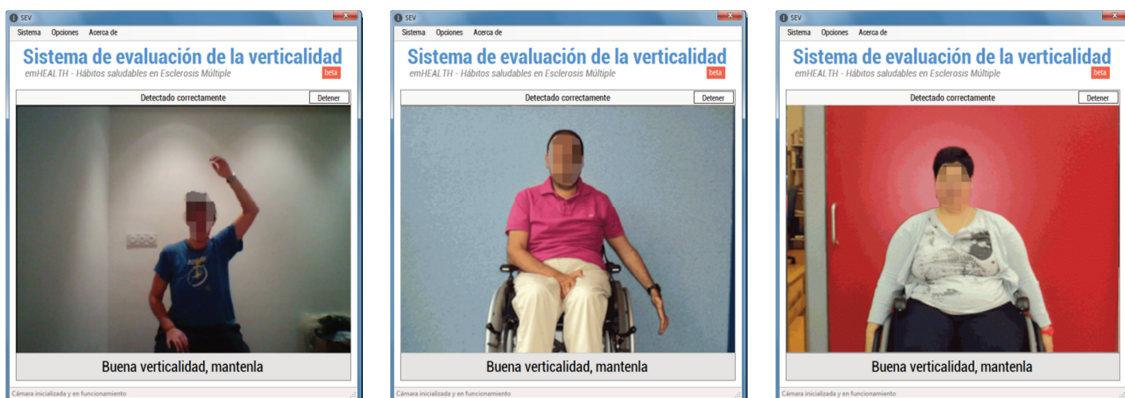 SEV
Sistema Opciones Acerca de
Sistema de evaluación de la verticalidad
emHEALTH - Hábitos saludables en Esclerosis Múltiple
beta
Detectado correctamente
Detener
Buena verticalidad, mantenla
Cámara inicializada y en funcionamiento
SEV
Sistema Opciones Acerca de
Sistema de evaluación de la verticalidad
emHEALTH - Hábitos saludables en Esclerosis Múltiple
beta
Detectado correctamente
Detener
Buena verticalidad, mantenla
Cámara inicializada y en funcionamiento
SEV
Sistema Opciones Acerca de
Sistema de evaluación de la verticalidad
emHEALTH - Hábitos saludables en Esclerosis Múltiple
beta
Detectado correctamente
Detener
Buena verticalidad, mantenla
Cámara inicializada y en funcionamiento